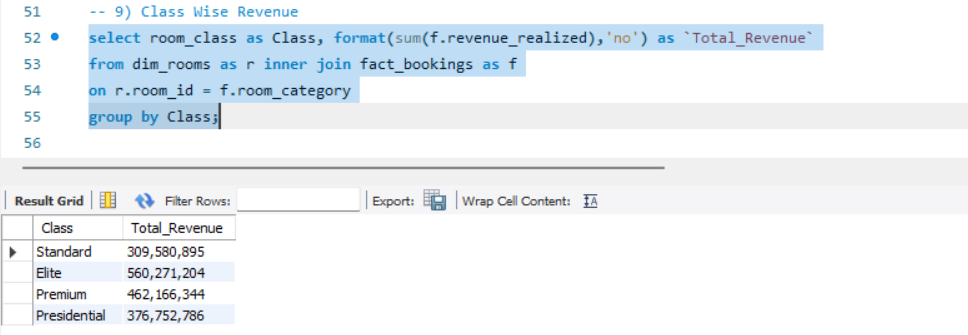 51 -- 9) Class Wise Revenue
52 select room_class as Class, format(sum(f.revenue_realized),'no') as `Total_Revenue`
53 from dim_rooms as r inner join fact_bookings as f
54 on r.room_id = f.room_category
55 group by Class;
56
Result Grid Filter Rows: Export: Wrap Cell Content: IA
Class Total_Revenue
Standard 309,580,895
Elite 560,271,204
Premium 462,166,344
Presidential 376,752,786